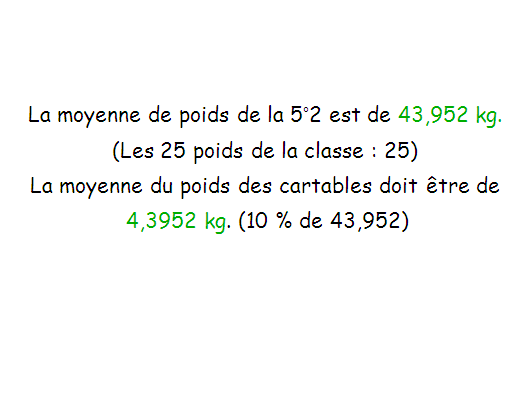 La moyenne de poids de la 5°2 est de 43,952 kg.
(Les 25 poids de la classe : 25)
La moyenne du poids des cartables doit être de
4,3952 kg. (10 % de 43,952)